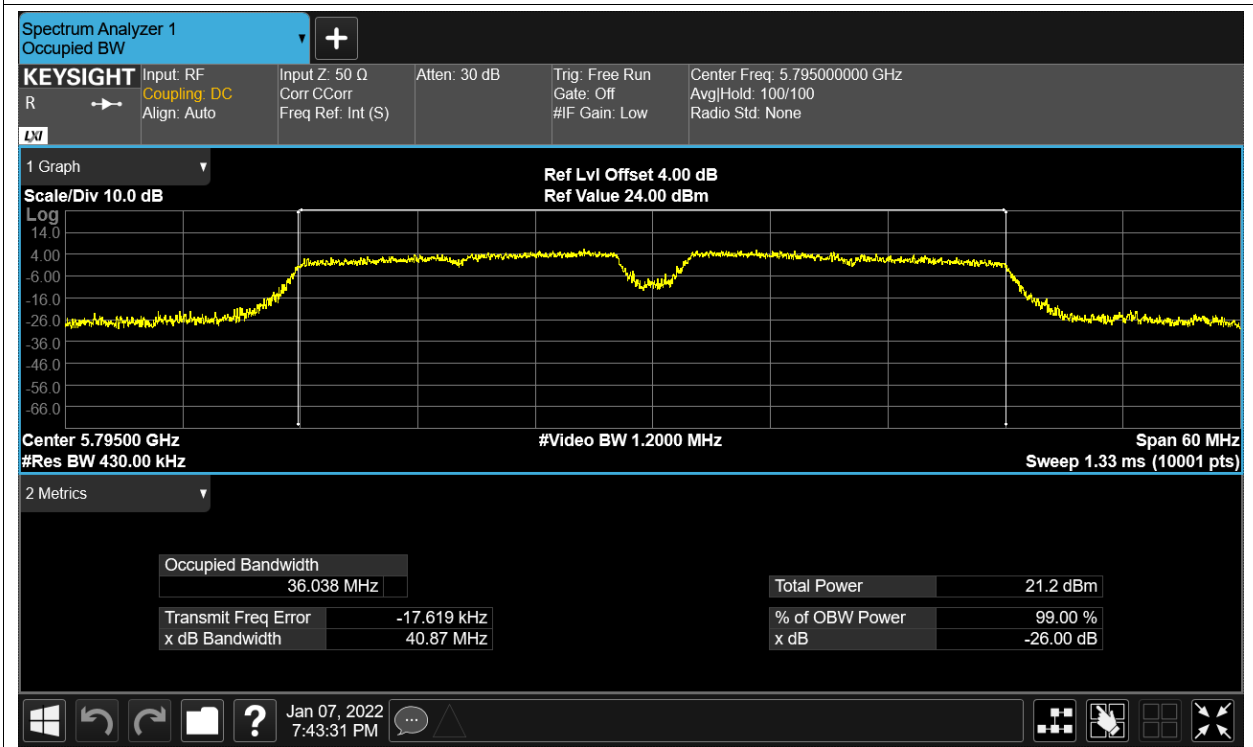 Spectrum Analyzer 1
Occupied BW
KEYSIGHT
R
LXI
Input: RF
Coupling: DC
Align: Auto
Input Z: 50 Ω
Corr CCorr
Freq Ref: Int (S)
Atten: 30 dB
Trig: Free Run
Gate: Off
#IF Gain: Low
Center Freq: 5.795000000 GHz
Avg|Hold: 100/100
Radio Std: None
1 Graph
Scale/Div 10.0 dB
Ref Lvl Offset 4.00 dB
Ref Value 24.00 dBm
Log
14.0
4.00
-6.00
-16.0
-26.0
-36.0
-46.0
-56.0
-66.0
Center 5.79500 GHz
#Video BW 1.2000 MHz
Span 60 MHz
#Res BW 430.00 kHz
Sweep 1.33 ms (10001 pts)
2 Metrics
Occupied Bandwidth
36.038 MHz
Transmit Freq Error -17.619 kHz
x dB Bandwidth 40.87 MHz
Total Power 21.2 dBm
% of OBW Power 99.00 %
x dB -26.00 dB
?
Jan 07, 2022
7:43:31 PM